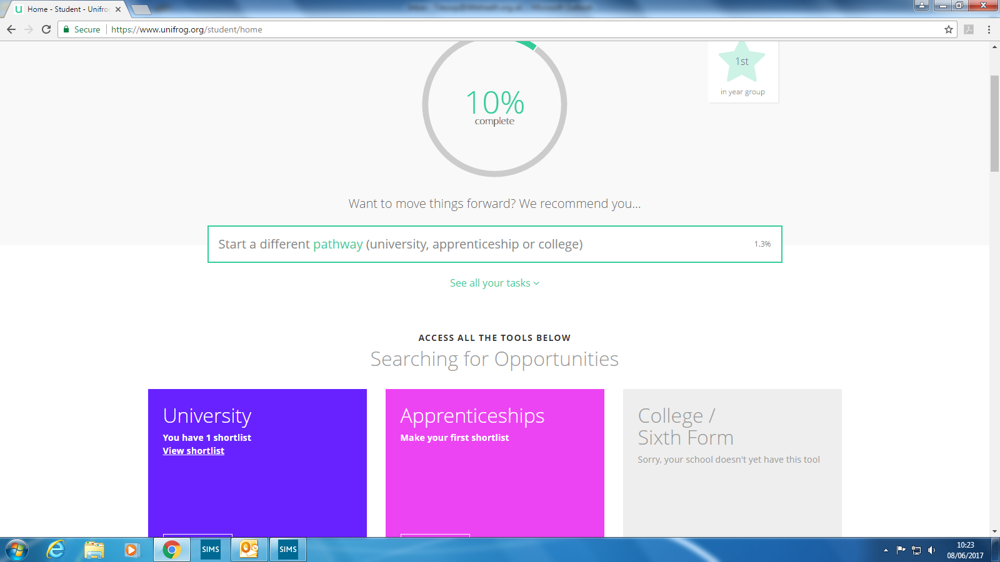 Home - Student - Unifro
Secure
https://www.unifrog.org/student/home
1st
in year group
10%
complete
Want to move things forward? We recommend you...
Start a different pathway (university, apprenticeship or college)
1.3%
See all your tasks
ACCESS ALL THE TOOLS BELOW
Searching for Opportunities
University
You have 1 shortlist
View shortlist
Apprenticeships
Make your first shortlist
College /
Sixth Form
Sorry, your school doesn't yet have this tool
SIMS
SIMS
10:23
08/06/2017